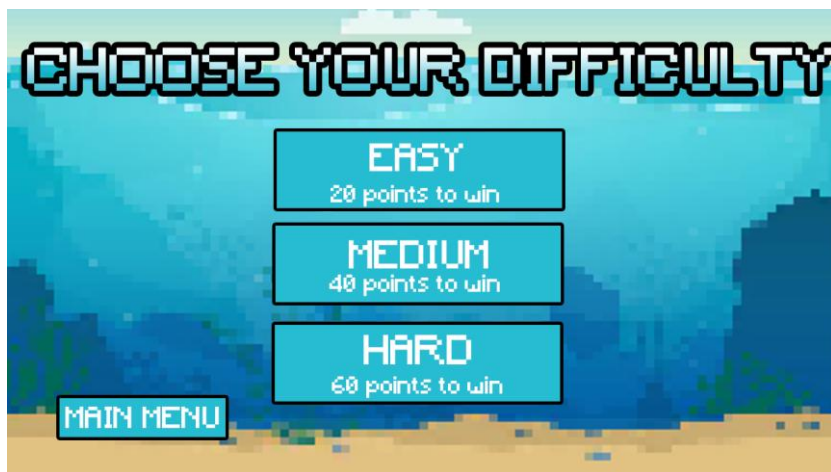 CHOOSE YOUR DIFFICULTY
EASY
20 points to win
MEDIUM
40 points to win
HARD
60 points to win
MAIN MENU